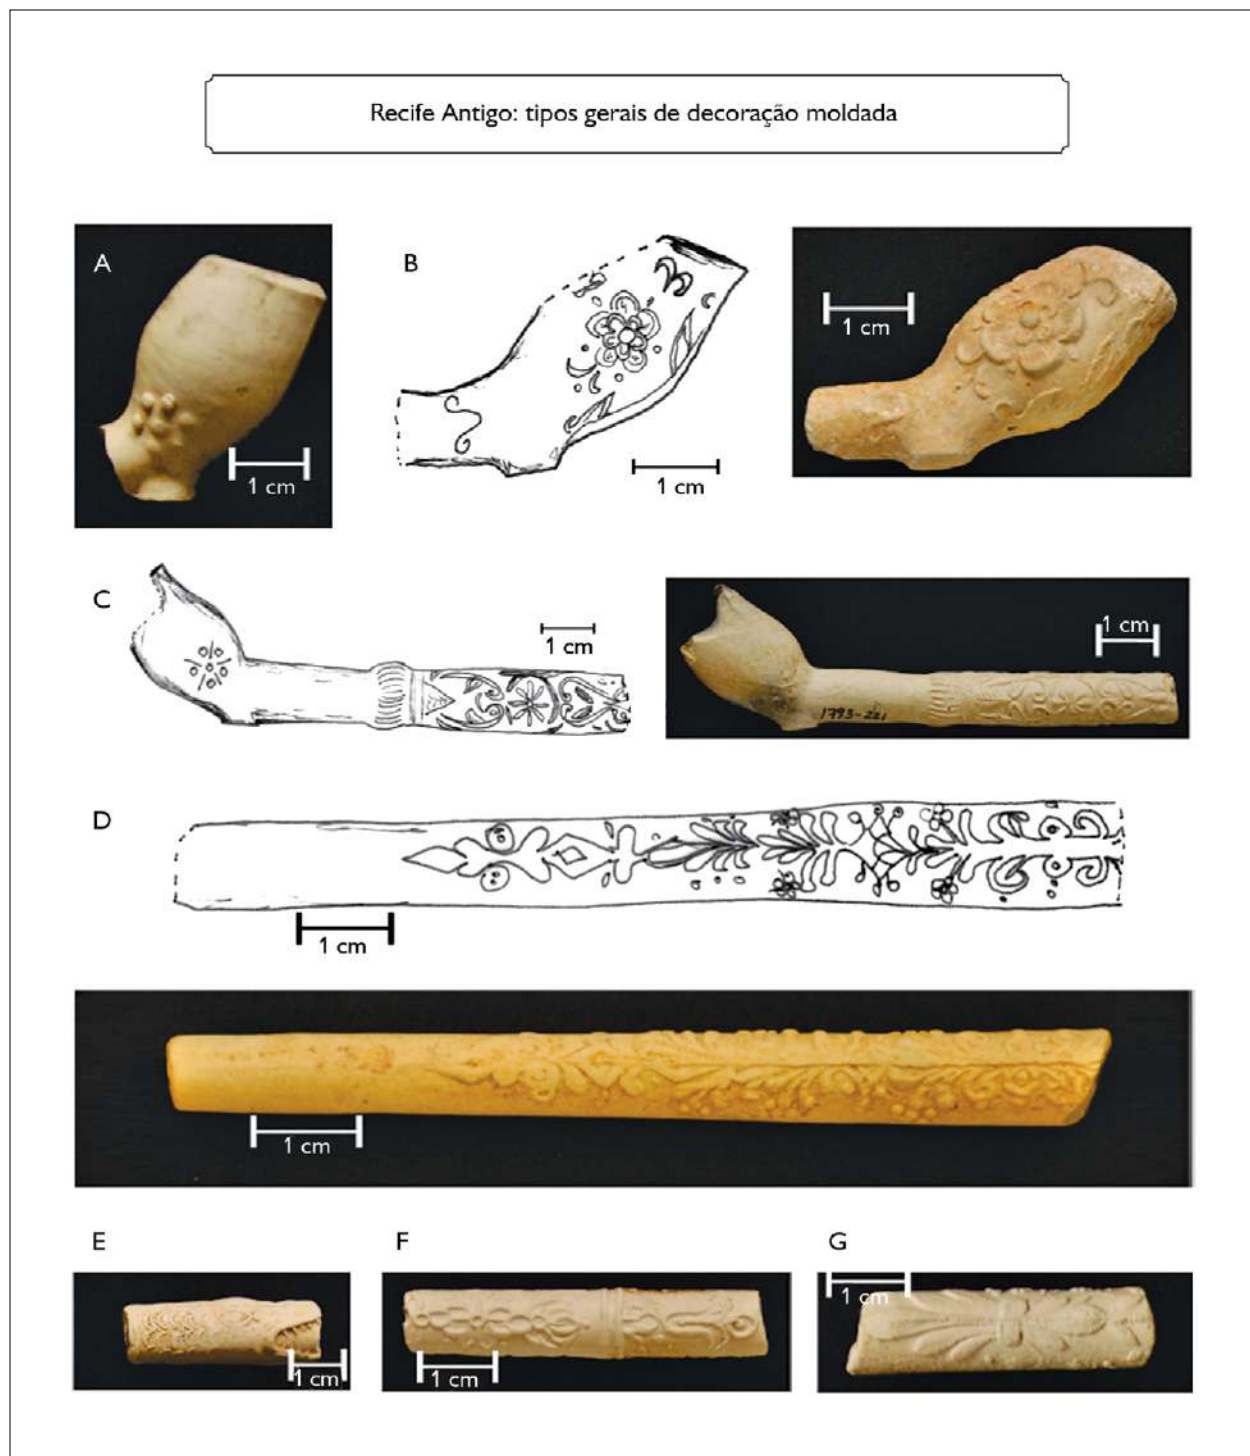 Recife Antigo: tipos gerais de decoração moldada
A
1 cm
B
1 cm
1 cm
C
1 cm
1 cm
1793-221
D
1 cm
1 cm
E
1 cm
F
1 cm
G
1 cm